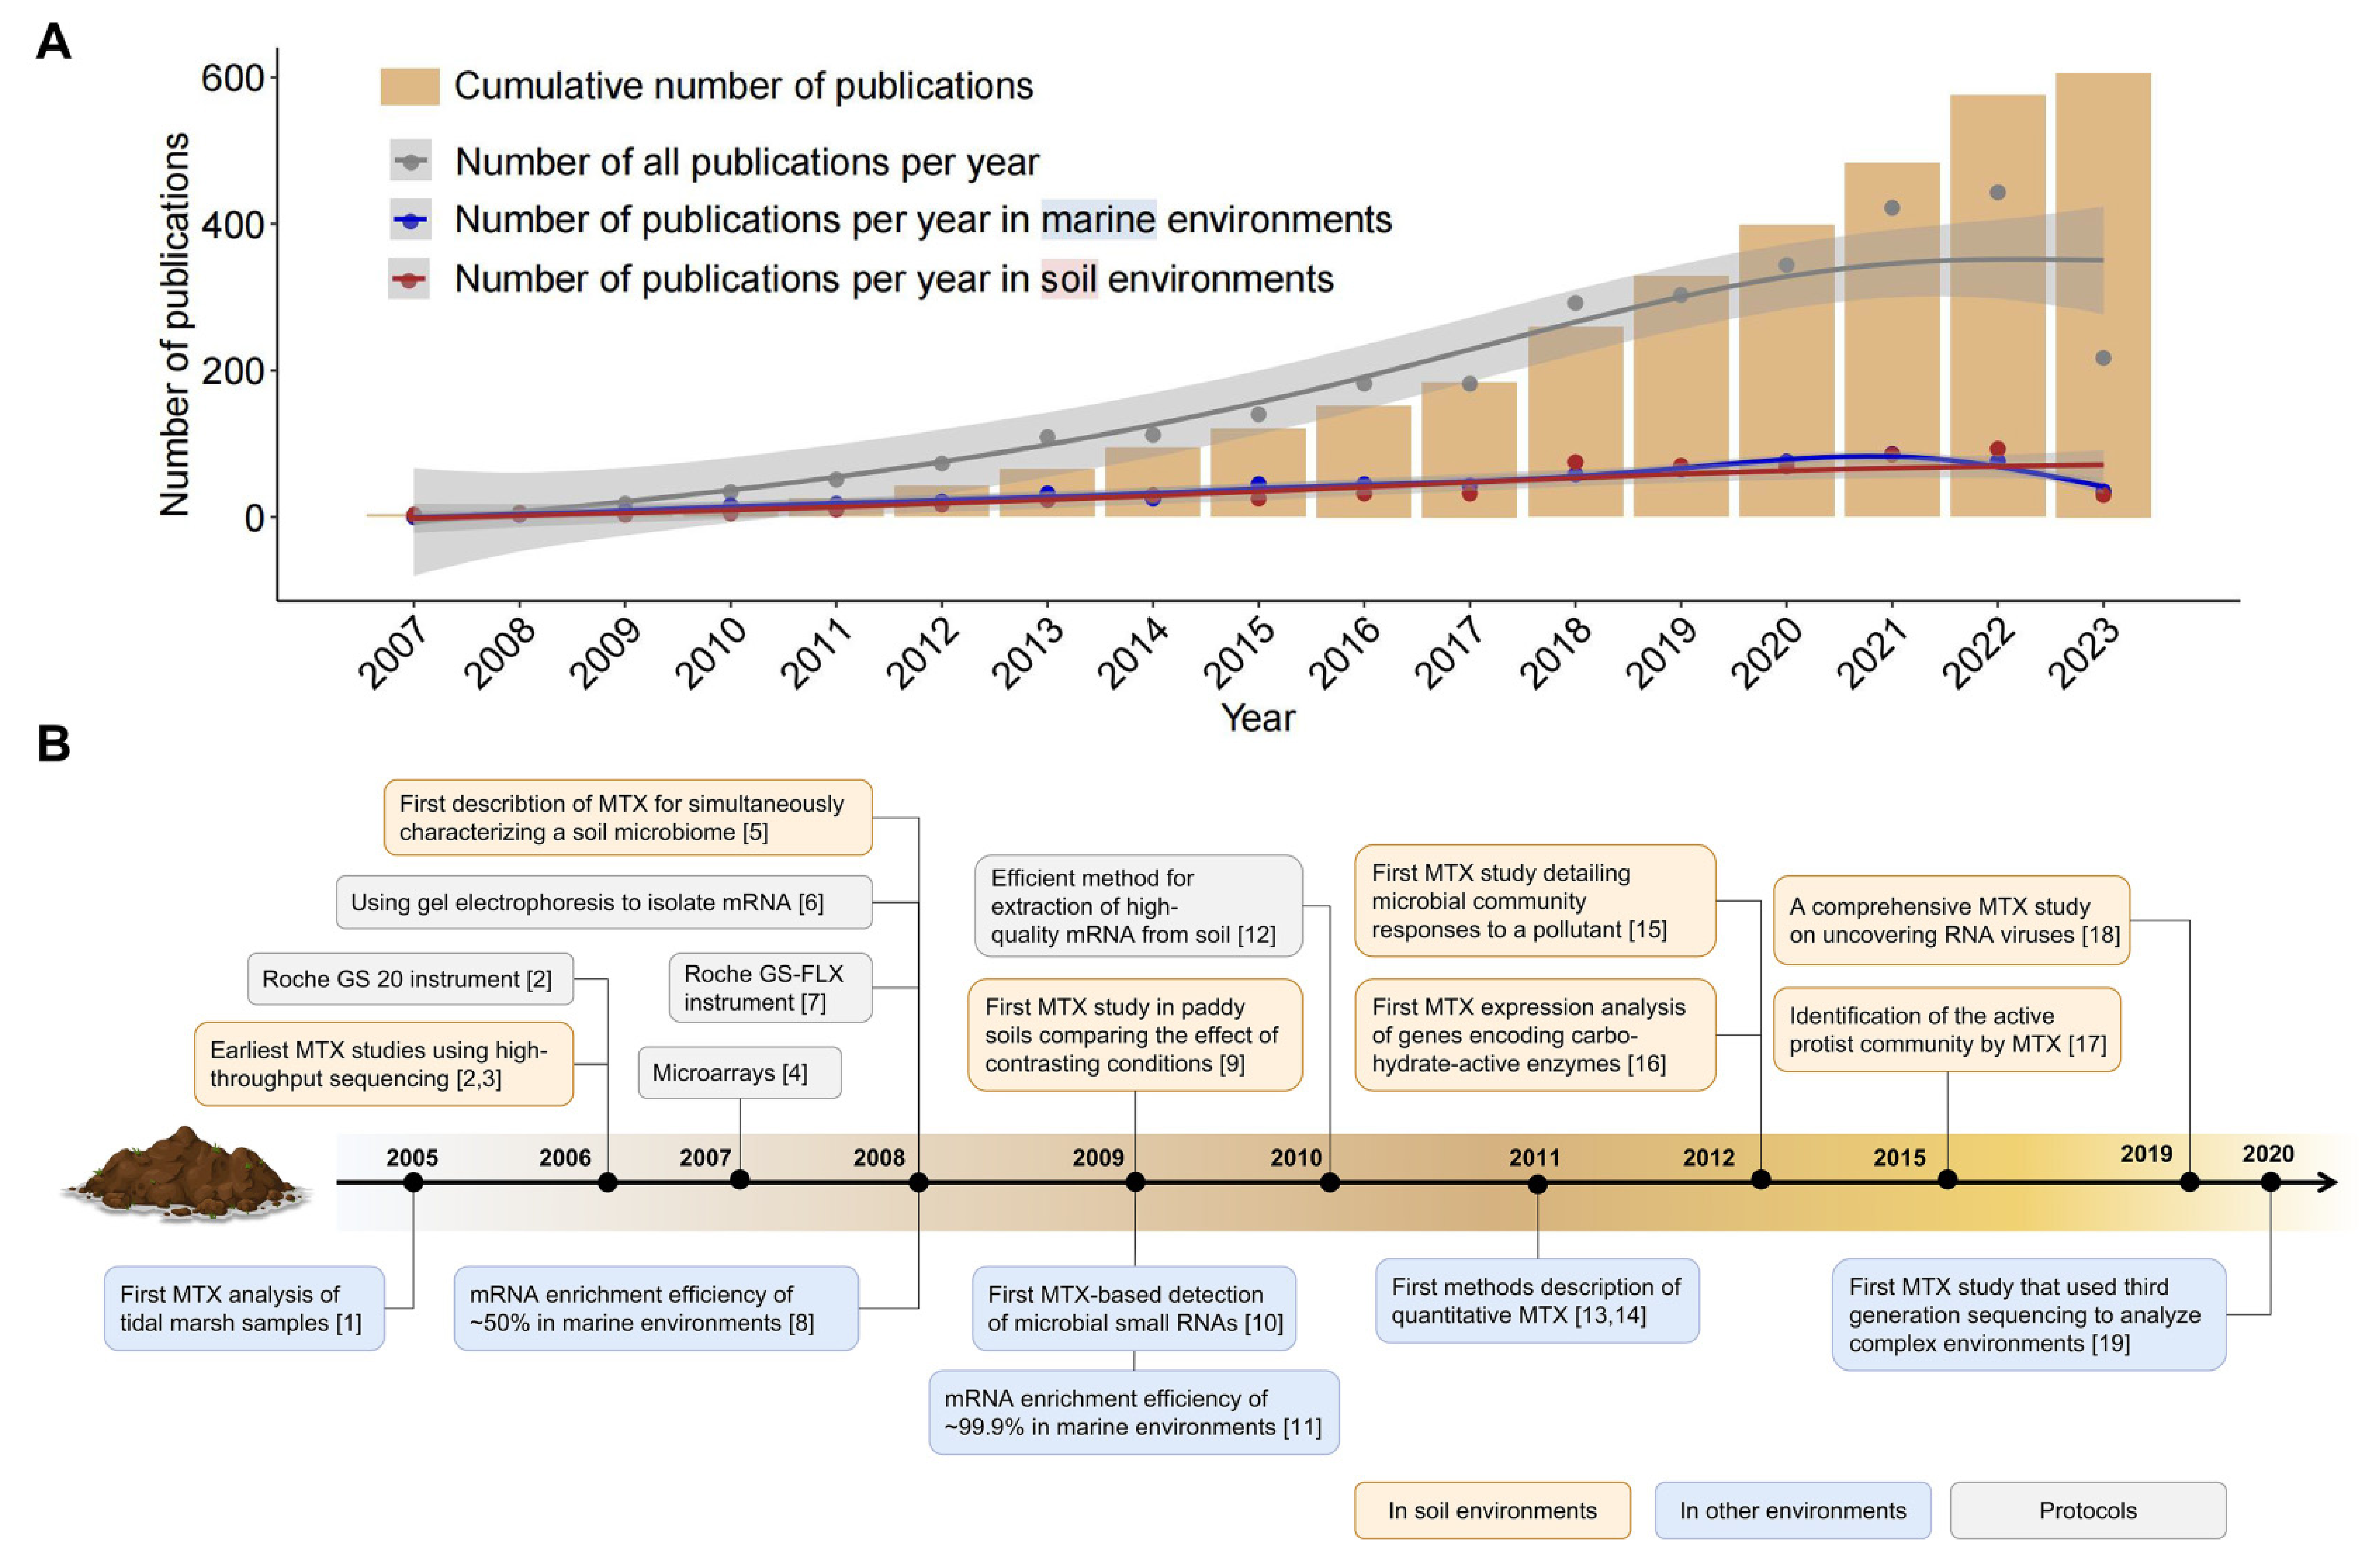 A
Number of publications
600
400
200
0
Cumulative number of publications
Number of all publications per year
Number of publications per year in marine environments
Number of publications per year in soil environments
2007
2008
2009
2010
2011
2012
2013
2014
2015
2016
2017
2018
2019
2020
2021
2022
2023
Year
B
First describtion of MTX for simultaneously
characterizing a soil microbiome [5]
Using gel electrophoresis to isolate mRNA [6]
Roche GS 20 instrument [2]
Roche GS-FLX
instrument [7]
Earliest MTX studies using high-
throughput sequencing [2,3]
Microarrays [4]
Efficient method for
extraction of high-
quality mRNA from soil [12]
First MTX study in paddy
soils comparing the effect of
contrasting conditions [9]
First MTX study detailing
microbial community
responses to a pollutant [15]
First MTX expression analysis
of genes encoding carbo-
hydrate-active enzymes [16]
A comprehensive MTX study
on uncovering RNA viruses [18]
Identification of the active
protist community by MTX [17]
2005
2006
2007
2008
2009
2010
2011
2012
2015
2019
2020
First MTX analysis of
tidal marsh samples [1]
mRNA enrichment efficiency of
~50% in marine environments [8]
First MTX-based detection
of microbial small RNAs [10]
mRNA enrichment efficiency of
~99.9% in marine environments [11]
First methods description of
quantitative MTX [13,14]
First MTX study that used third
generation sequencing to analyze
complex environments [19]
In soil environments
In other environments
Protocols